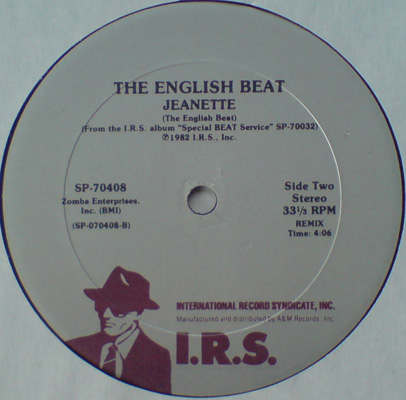 THE ENGLISH BEAT
JEANETTE
(The English Beat)
(From the I.R.S. album "Special BEAT Service" SP-70032)
℗1982 I.R.S., Inc.
SP-70408
Zomba Enterprises,
Inc. (BMI)
(SP-070408-B)
Side Two
Stereo
33⅓ RPM
REMIX
Time: 4:06
INTERNATIONAL RECORD SYNDICATE, INC.
Manufactured and distributed by A&M Records, Inc.
I.R.S.